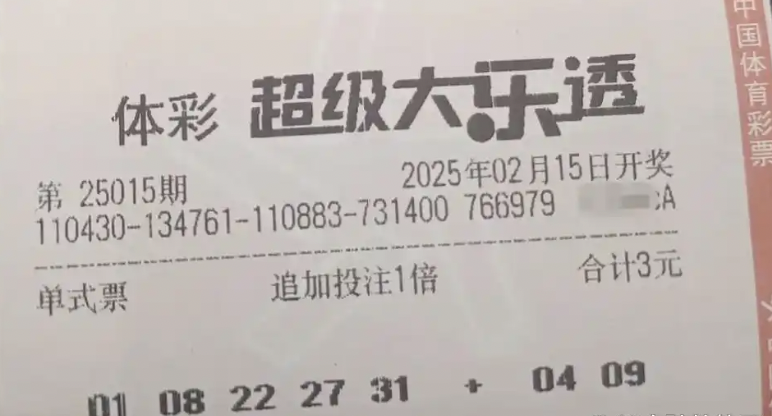 体彩 超级大乐透
第 25015期 2025年02月15日开奖
110430-134761-110883-731400 766979 CA
单式票 追加投注1倍 合计3元
01 08 22 27 31 + 04 09
中国体育彩票